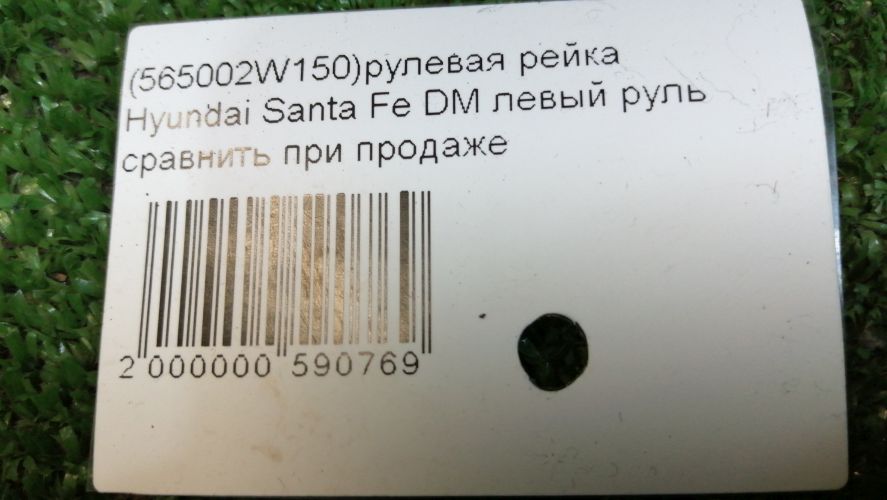 (565002W150)рулевая рейка
Hyundai Santa Fe DM левый руль
сравнить при продаже
2 000000 590769